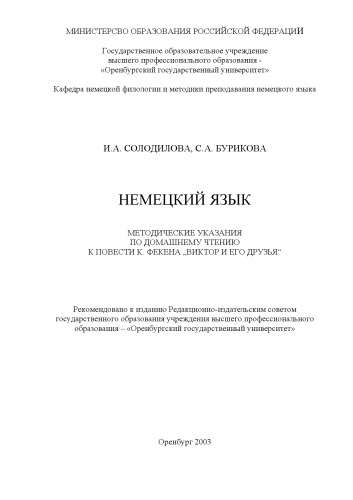 МИНИСТЕРСВО ОБРАЗОВАНИЯ РОССИЙСКОЙ ФЕДЕРАЦИИ
Государственное образовательное учреждение
высшего профессионального образования -
«Оренбургский государственный университет»
Кафедра немецкой филологии и методики преподавания немецкого языка
И.А. СОЛОДИЛОВА, С.А. БУРИКОВА
НЕМЕЦКИЙ ЯЗЫК
МЕТОДИЧЕСКИЕ УКАЗАНИЯ
ПО ДОМАШНЕМУ ЧТЕНИЮ
К ПОВЕСТИ К. ФЕКЕНА „ВИКТОР И ЕГО ДРУЗЬЯ“
Рекомендовано к изданию Редакционно-издательским советом
государственного образования учреждения высшего профессионального
образования – «Оренбургский государственный университет»
Оренбург 2003